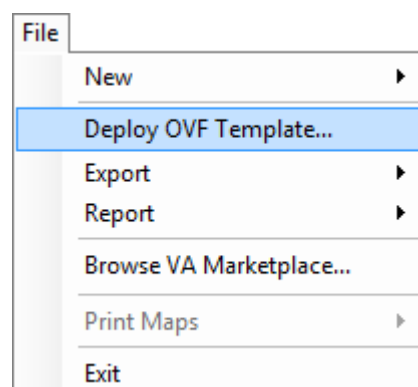 File
New
Deploy OVF Template...
Export
Report
Browse VA Marketplace...
Print Maps
Exit